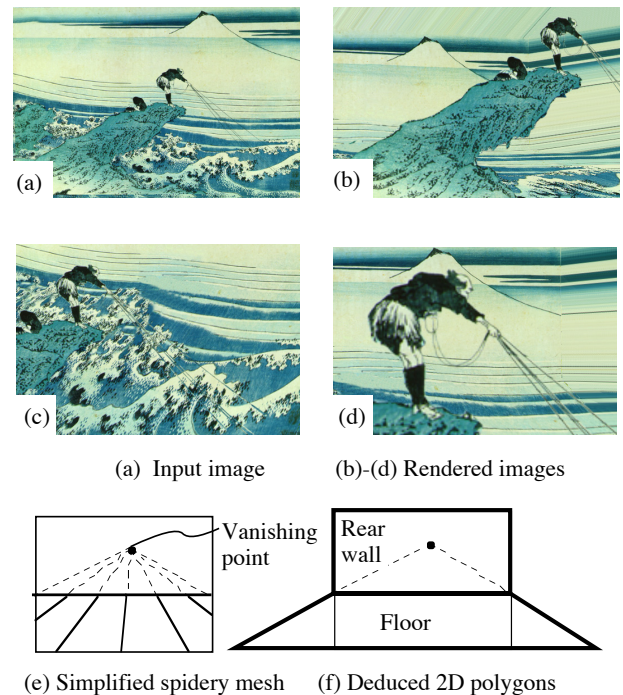 (a)
(b)
(c)
(d)
(a) Input image
(b)-(d) Rendered images
Vanishing
point
Rear
wall
Floor
(e) Simplified spidery mesh
(f) Deduced 2D polygons